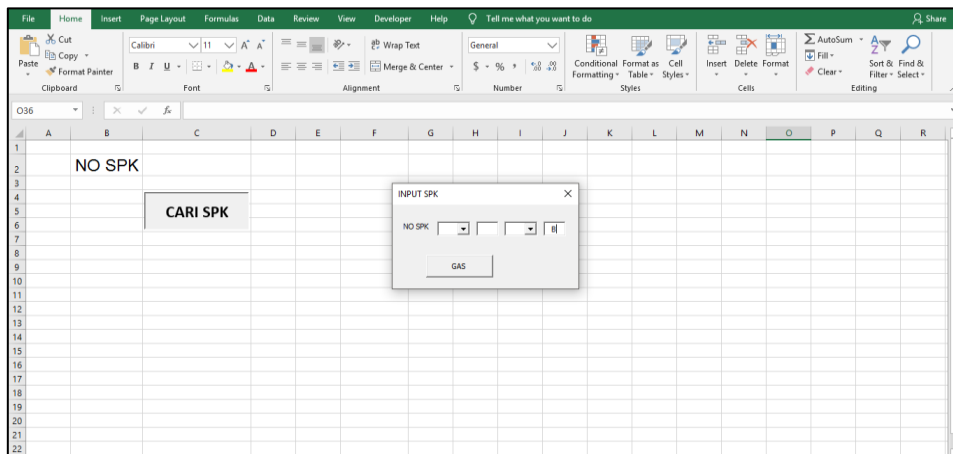 File Home Insert Page Layout Formulas Data Review View Developer Help Tell me what you want to do Share
Cut
Copy
Format Painter
Paste
Clipboard
Calibri 11 A A
B I U A
Font
ab Wrap Text
Merge & Center
Alignment
General
$ % , .00
Number
Conditional Formatting
Format as Table
Cell Styles
Styles
Insert Delete Format
Cells
AutoSum
Fill
Clear
Sort & Filter
Find & Select
Editing
O36 fx
A B C D E F G H I J K L M N O P Q R
1
2 NO SPK
3
4
5 CARI SPK
6
7
8
9
10
11
12
13
14
15
16
17
18
19
20
21
22
INPUT SPK
NO SPK
GAS